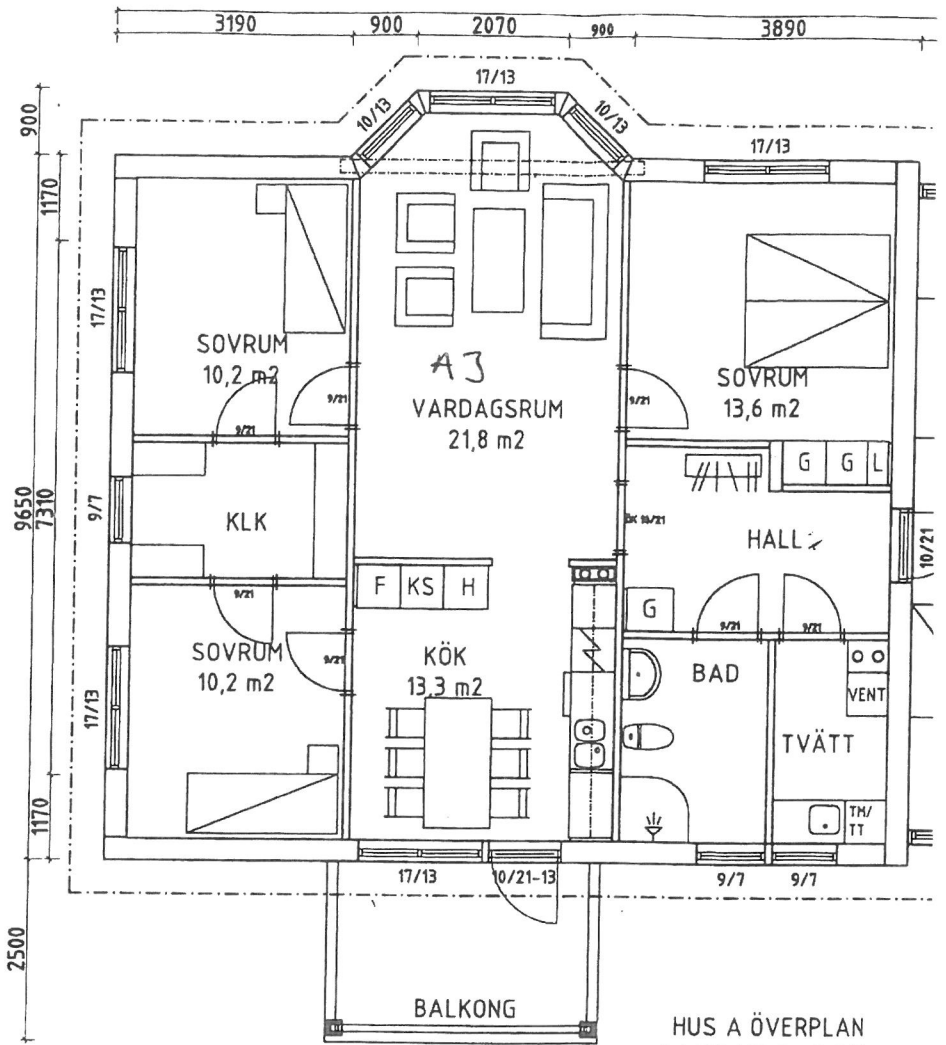 3190 900 2070 900 3890
17/13
10/13
10/13
17/13
900
1170
17/13
SOVRUM
10,2 m2
9/21
9/21
A3
VARDAGSRUM
21,8 m2
9/21
SOVRUM
13,6 m2
G G L
9650
7310
9/7
KLK
HALL
10/21
F KS H
G
9/21
9/21
9/21
SOVRUM
10,2 m2
9/21
KÖK
13,3 m2
BAD
VENT
TVÄTT
17/13
1170
TM/
TT
17/13
10/21-13
9/7
9/7
2500
BALKONG
HUS A ÖVERPLAN